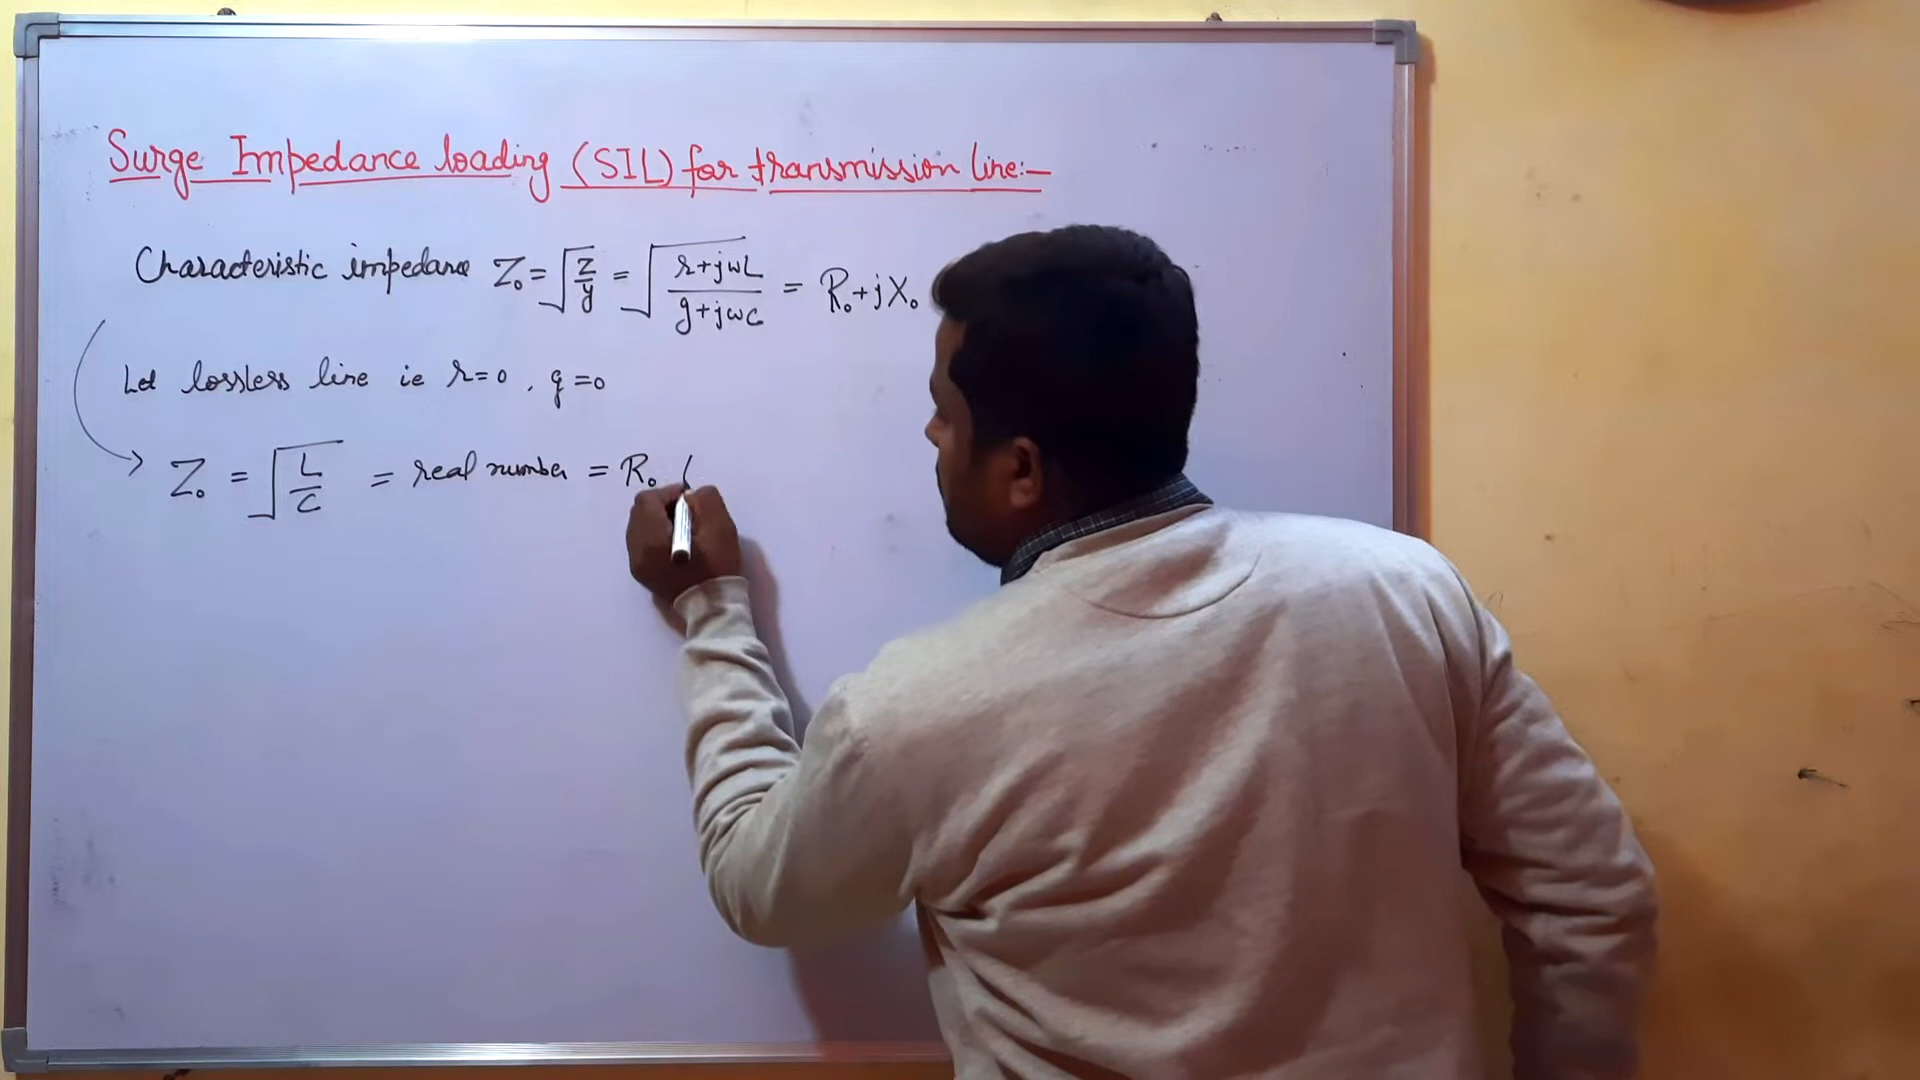 Surge Impedance loading (SIL) for transmission line:-
Characteristic impedance Z₀ = √(z/y) = √((r+jωL)/(g+jωC)) = R₀+jX₀
Let lossless line ie r=0, g=0
Z₀ = √(L/C) = real number = R₀ (